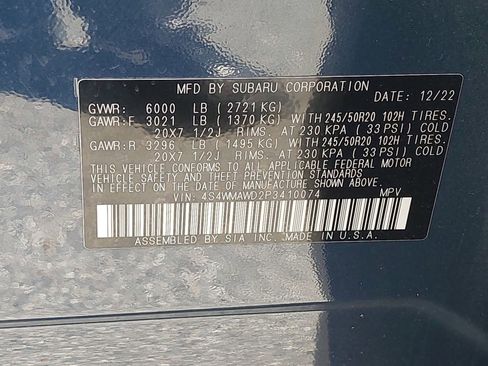 MFD BY SUBARU CORPORATION
DATE: 12/22
GVWR: 6000 LB ( 2721 KG)
GAWR:F 3021 LB ( 1370 KG) WITH 245/50R20 102H TIRES.
20X7 1/2J RIMS. AT 230 KPA ( 33 PSI) COLD
GAWR:R 3296 LB ( 1495 KG) WITH 245/50R20 102H TIRES.
20X7 1/2J RIMS. AT 230 KPA ( 33 PSI) COLD
THIS VEHICLE CONFORMS TO ALL APPLICABLE FEDERAL MOTOR
VEHICLE SAFETY AND THEFT PREVENTION STANDARDS
IN EFFECT ON THE DATE OF MANUFACTURE SHOWN ABOVE.
VIN: 4S4WMAWD2P3410074 MPV
ASSEMBLED BY SIA INC. IN U.S.A.